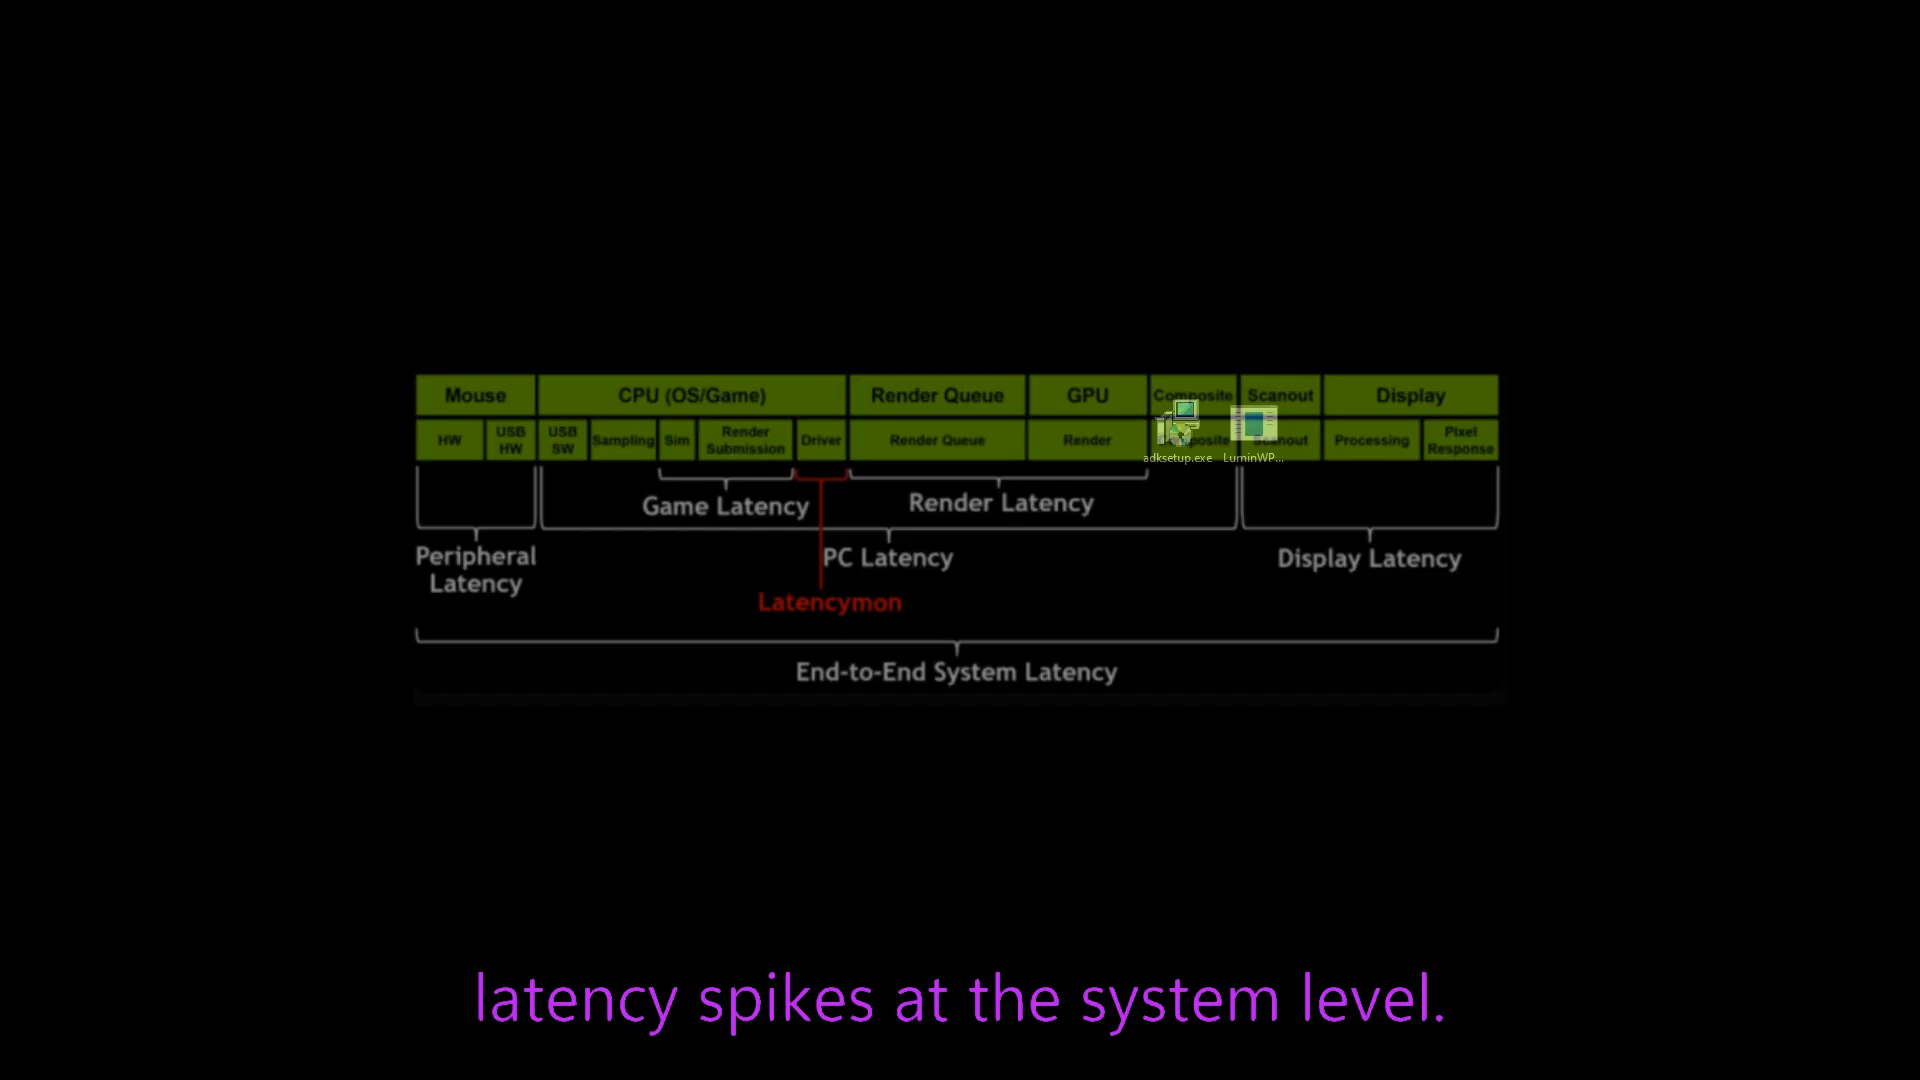 Mouse CPU (OS/Game) Render Queue GPU Composite Scanout Display
HW USB HW USB SW Sampling Sim Render Submission Driver Render Queue Render Scanout Processing Pixel Response
adksetup.exe LuminWP...
Game Latency Render Latency
Peripheral Latency PC Latency Display Latency
Latencymon
End-to-End System Latency
latency spikes at the system level.